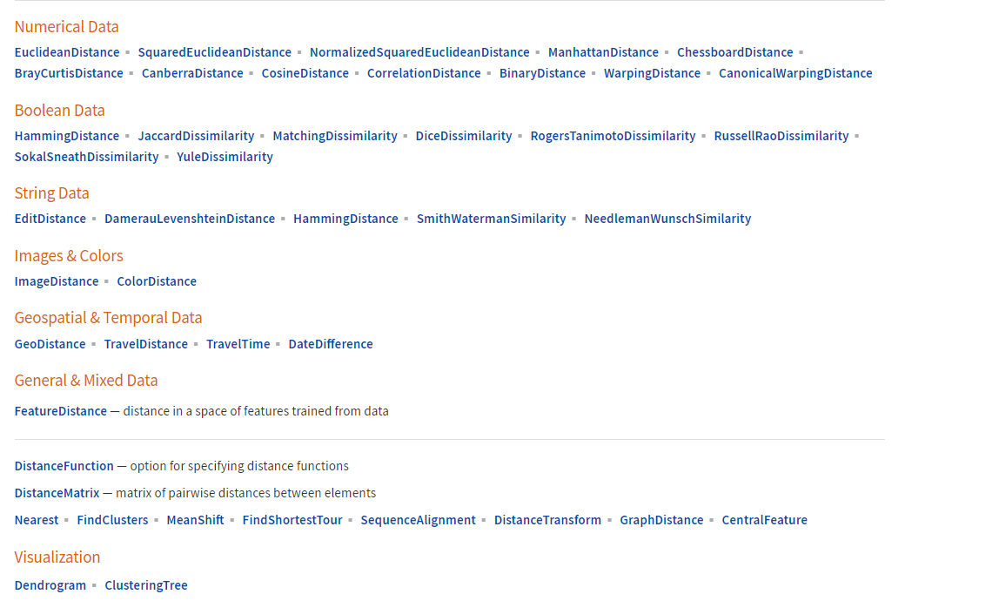 Numerical Data
EuclideanDistance ▪ SquaredEuclideanDistance ▪ NormalizedSquaredEuclideanDistance ▪ ManhattanDistance ▪ ChessboardDistance ▪
BrayCurtisDistance ▪ CanberraDistance ▪ CosineDistance ▪ CorrelationDistance ▪ BinaryDistance ▪ WarpingDistance ▪ CanonicalWarpingDistance
Boolean Data
HammingDistance ▪ JaccardDissimilarity ▪ MatchingDissimilarity ▪ DiceDissimilarity ▪ RogersTanimotoDissimilarity ▪ RussellRaoDissimilarity ▪
SokalSneathDissimilarity ▪ YuleDissimilarity
String Data
EditDistance ▪ DamerauLevenshteinDistance ▪ HammingDistance ▪ SmithWatermanSimilarity ▪ NeedlemanWunschSimilarity
Images & Colors
ImageDistance ▪ ColorDistance
Geospatial & Temporal Data
GeoDistance ▪ TravelDistance ▪ TravelTime ▪ DateDifference
General & Mixed Data
FeatureDistance — distance in a space of features trained from data
DistanceFunction — option for specifying distance functions
DistanceMatrix — matrix of pairwise distances between elements
Nearest ▪ FindClusters ▪ MeanShift ▪ FindShortestTour ▪ SequenceAlignment ▪ DistanceTransform ▪ GraphDistance ▪ CentralFeature
Visualization
Dendrogram ▪ ClusteringTree